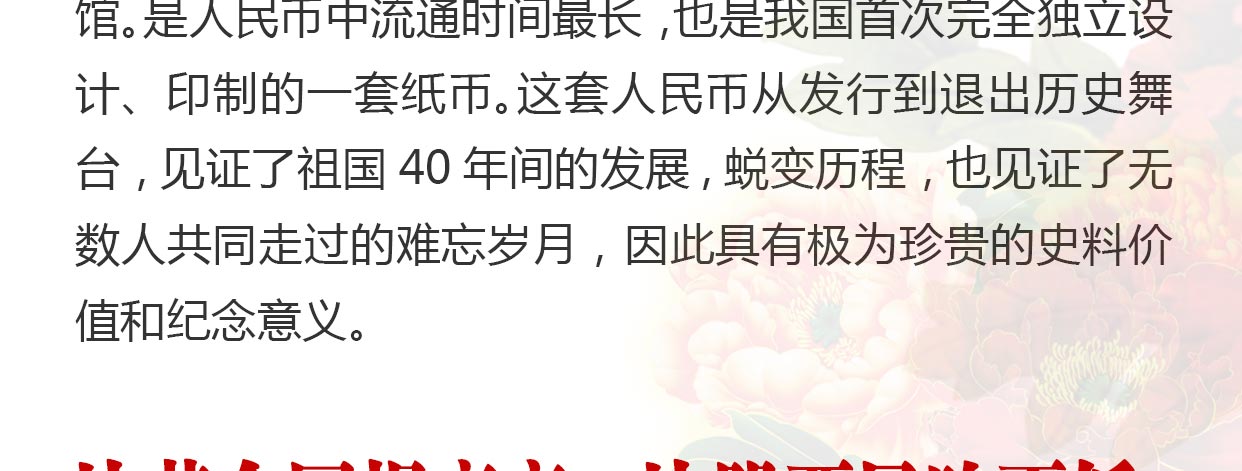 馆。是人民币中流通时间最长,也是我国首次完全独立设
计、印制的一套纸币。这套人民币从发行到退出历史舞
台,见证了祖国 40 年间的发展,蜕变历程,也见证了无
数人共同走过的难忘岁月,因此具有极为珍贵的史料价
值和纪念意义。